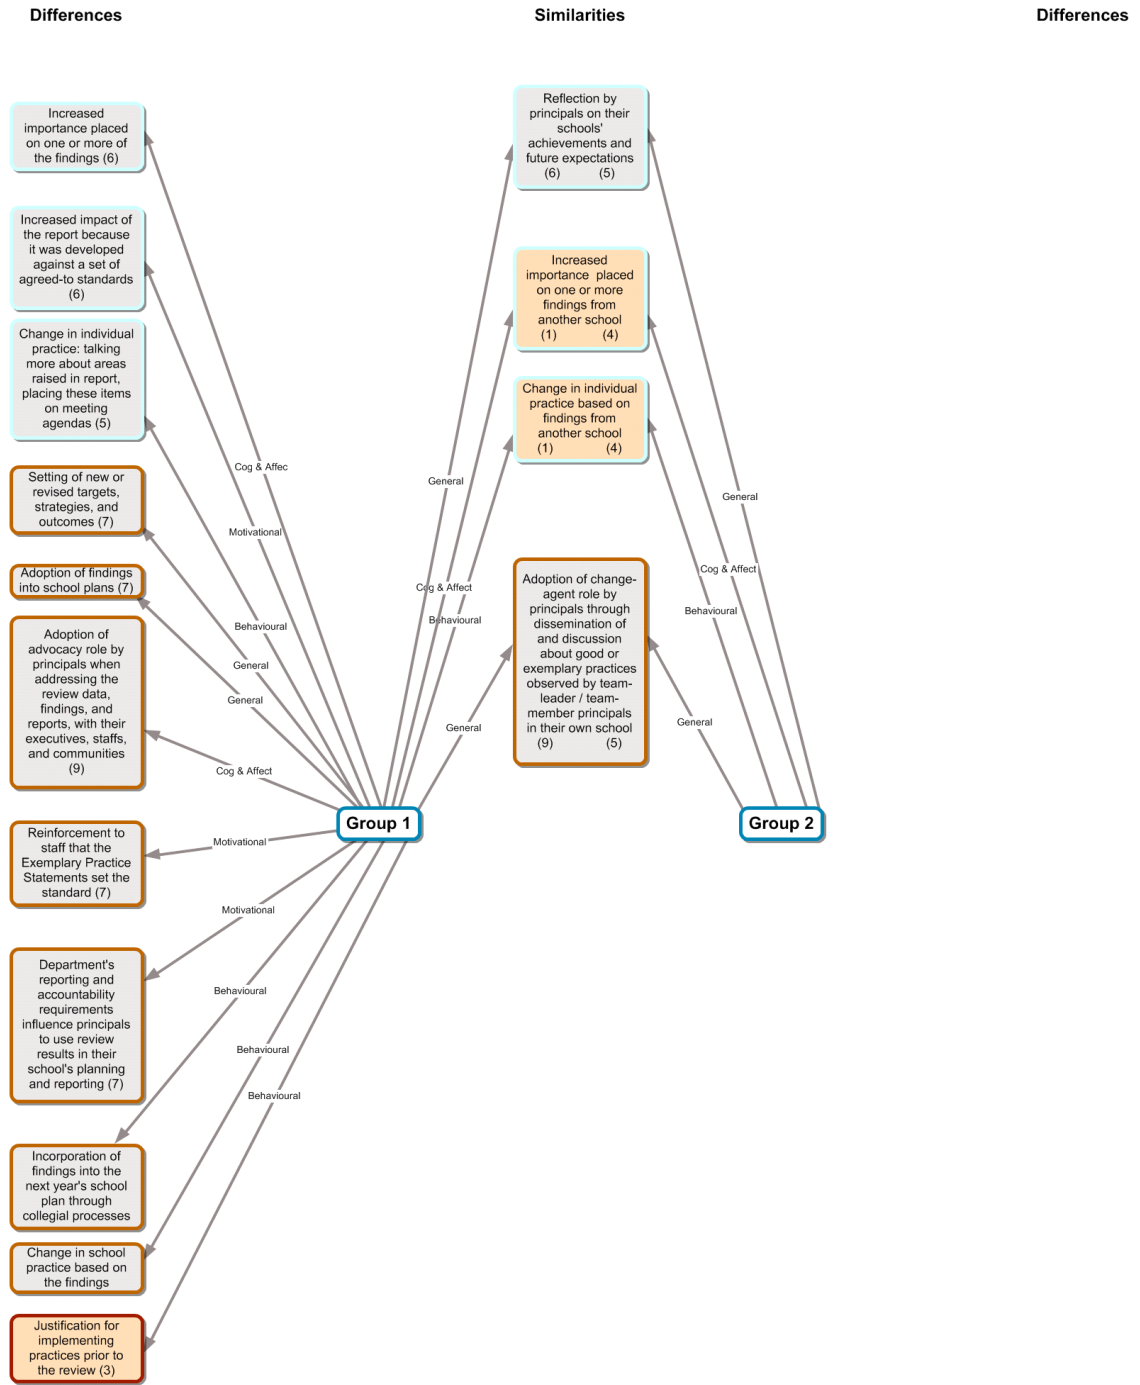 Differences
Similarities
Differences
Increased
importance placed
on one or more of
the findings (6)
Increased impact of
the report because
it was developed
against a set of
agreed-to standards
(6)
Change in individual
practice: talking
more about areas
raised in report,
placing these items
on meeting
agendas (5)
Setting of new or
revised targets,
strategies, and
outcomes (7)
Adoption of findings
into school plans (7)
Adoption of
advocacy role by
principals when
addressing the
review data,
findings, and
reports, with their
executives, staffs,
and communities
(9)
Reinforcement to
staff that the
Exemplary Practice
Statements set the
standard (7)
Department's
reporting and
accountability
requirements
influence principals
to use review
results in their
school's planning
and reporting (7)
Incorporation of
findings into the
next year's school
plan through
collegial processes
Change in school
practice based on
the findings
Justification for
implementing
practices prior to
the review (3)
Cog & Affec
Motivational
Behavioural
General
General
Cog & Affect
Motivational
Motivational
Behavioural
Behavioural
Behavioural
Group 1
Reflection by
principals on their
schools'
achievements and
future expectations
(6) (5)
Increased
importance placed
on one or more
findings from
another school
(1) (4)
Change in individual
practice based on
findings from
another school
(1) (4)
Adoption of change-
agent role by
principals through
dissemination of
and discussion
about good or
exemplary practices
observed by team-
leader / team-
member principals
in their own school
(9) (5)
General
Cog & Affect
Behavioural
General
General
Cog & Affect
Behavioural
General
Group 2